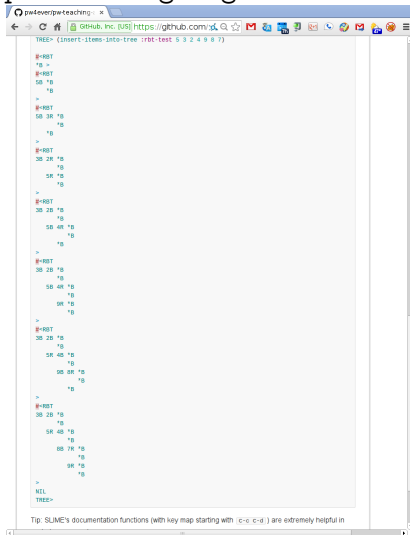 pw4ever/pw-teaching-
GitHub, Inc. [US] https://github.com/
TREE> (insert-items-into-tree :rbt-test 5 3 2 4 9 8 7)
#<RBT
*B >
#<RBT
5B *B
*B
>
#<RBT
5B 3R *B
*B
*B
>
#<RBT
3B 2R *B
*B
5R *B
*B
>
#<RBT
3B 2B *B
*B
5B 4R *B
*B
*B
>
#<RBT
3B 2B *B
*B
5B 4R *B
*B
9R *B
*B
>
#<RBT
3B 2B *B
*B
5R 4B *B
*B
9B 8R *B
*B
*B
>
#<RBT
3B 2B *B
*B
5R 4B *B
*B
8B 7R *B
*B
9R *B
*B
>
NIL
TREE>
Tip: SLIME's documentation functions (with key map starting with C-c C-d ) are extremely helpful in